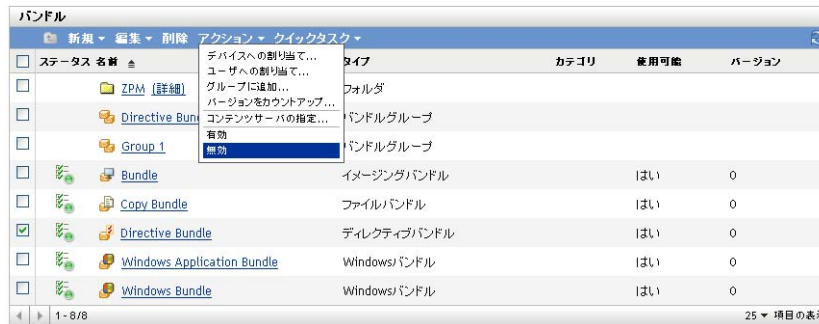 バンドル
新規 編集 削除 アクション クイックタスク
ステータス 名前 タイプ カテゴリ 使用可能 バージョン
デバイスへの割り当て...
ユーザへの割り当て...
グループに追加...
バージョンをカウントアップ...
コンテンツサーバの指定...
有効
無効
ZPM (詳細) フォルダ
Directive Bun バンドルグループ
Group 1 バンドルグループ
Bundle イメージングバンドル はい 0
Copy Bundle ファイルバンドル はい 0
Directive Bundle ディレクティブバンドル はい 0
Windows Application Bundle Windowsバンドル はい 0
Windows Bundle Windowsバンドル はい 0
1 - 8/8 25 項目の表示